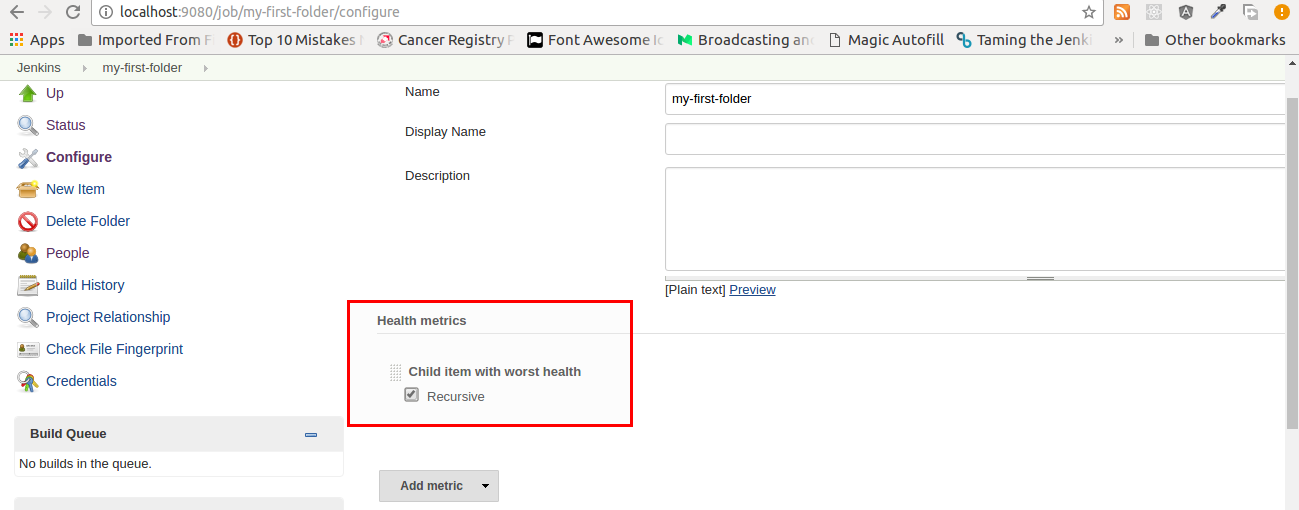 localhost:9080/job/my-first-folder/configure
Apps Imported From Top 10 Mistakes Cancer Registry Font Awesome Broadcasting Magic Autofill Taming the » Other bookmarks
Jenkins my-first-folder
Up
Name
my-first-folder
Status
Display Name
Configure
Description
New Item
Delete Folder
People
Build History
[Plain text] Preview
Project Relationship
Health metrics
Check File Fingerprint
Child item with worst health
Credentials
Recursive
Build Queue
No builds in the queue.
Add metric